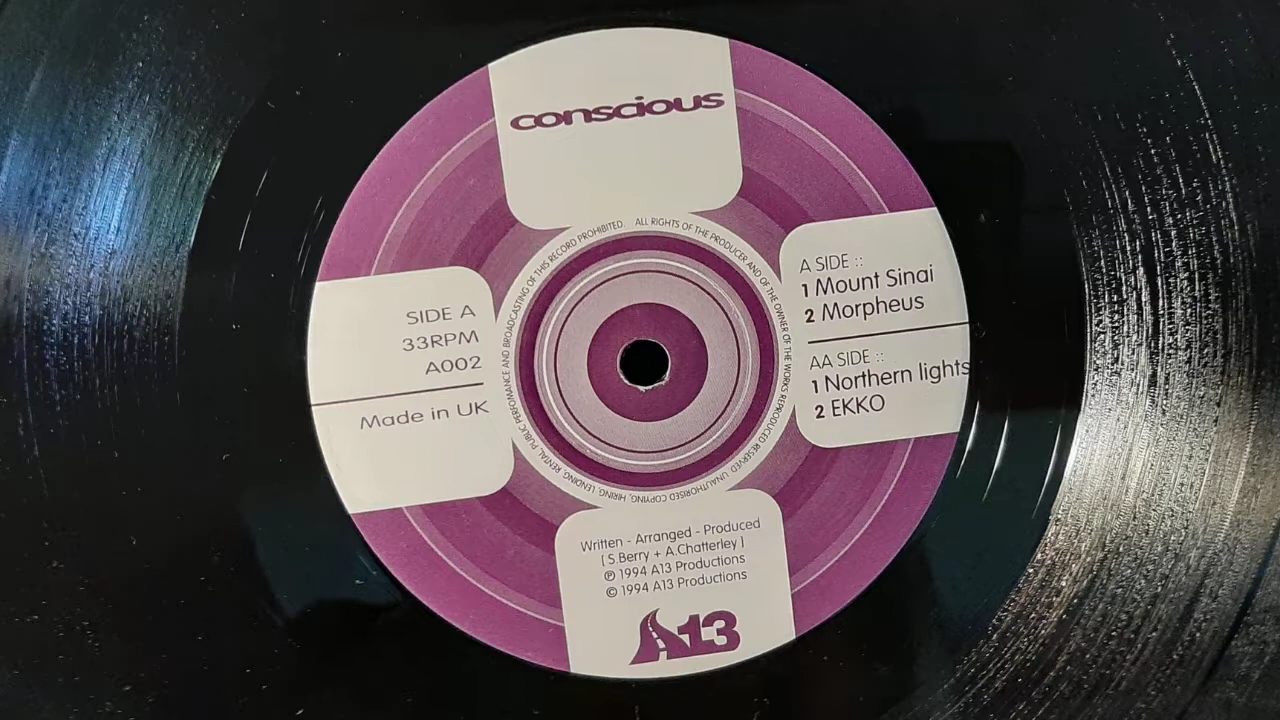 conscious
SIDE A
33RPM
A002
Made in UK
A SIDE ::
1 Mount Sinai
2 Morpheus
AA SIDE ::
1 Northern lights
2 EKKO
ALL RIGHTS OF THE PRODUCER AND OF THE OWNER OF THE WORKS REPRODUCED RESERVED. UNAUTHORISED COPYING, HIRING, LENDING, RENTAL, PUBLIC PERFOMANCE AND BROADCASTING OF THIS RECORD PROHIBITED.
Written - Arranged - Produced
[ S.Berry + A.Chatterley ]
℗ 1994 A13 Productions
© 1994 A13 Productions
A13